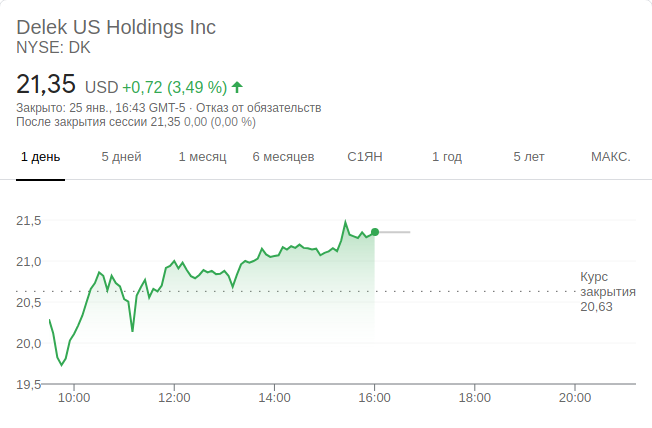 Delek US Holdings Inc
NYSE: DK
21,35 USD +0,72 (3,49 %)
Закрыто: 25 янв., 16:43 GMT-5 · Отказ от обязательств
После закрытия сессии 21,35 0,00 (0,00 %)
1 день 5 дней 1 месяц 6 месяцев С1ЯН 1 год 5 лет МАКС.
21,5
21,0
20,5
20,0
19,5
Курс
закрытия
20,63
10:00 12:00 14:00 16:00 18:00 20:00